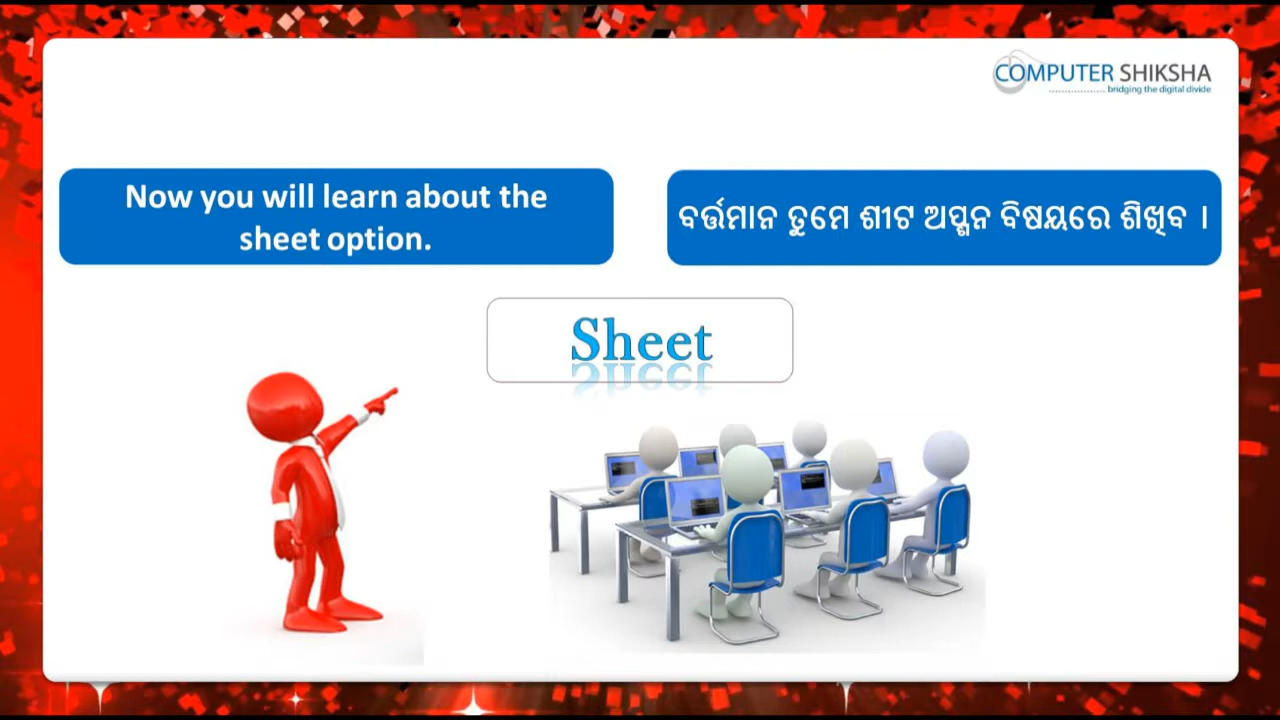 COMPUTER SHIKSHA
bridging the digital divide
Now you will learn about the
sheet option.
ବର୍ତ୍ତମାନ ତୁମେ ଶୀଟ ଅପ୍ଶନ ବିଷୟରେ ଶିଖିବ ।
Sheet